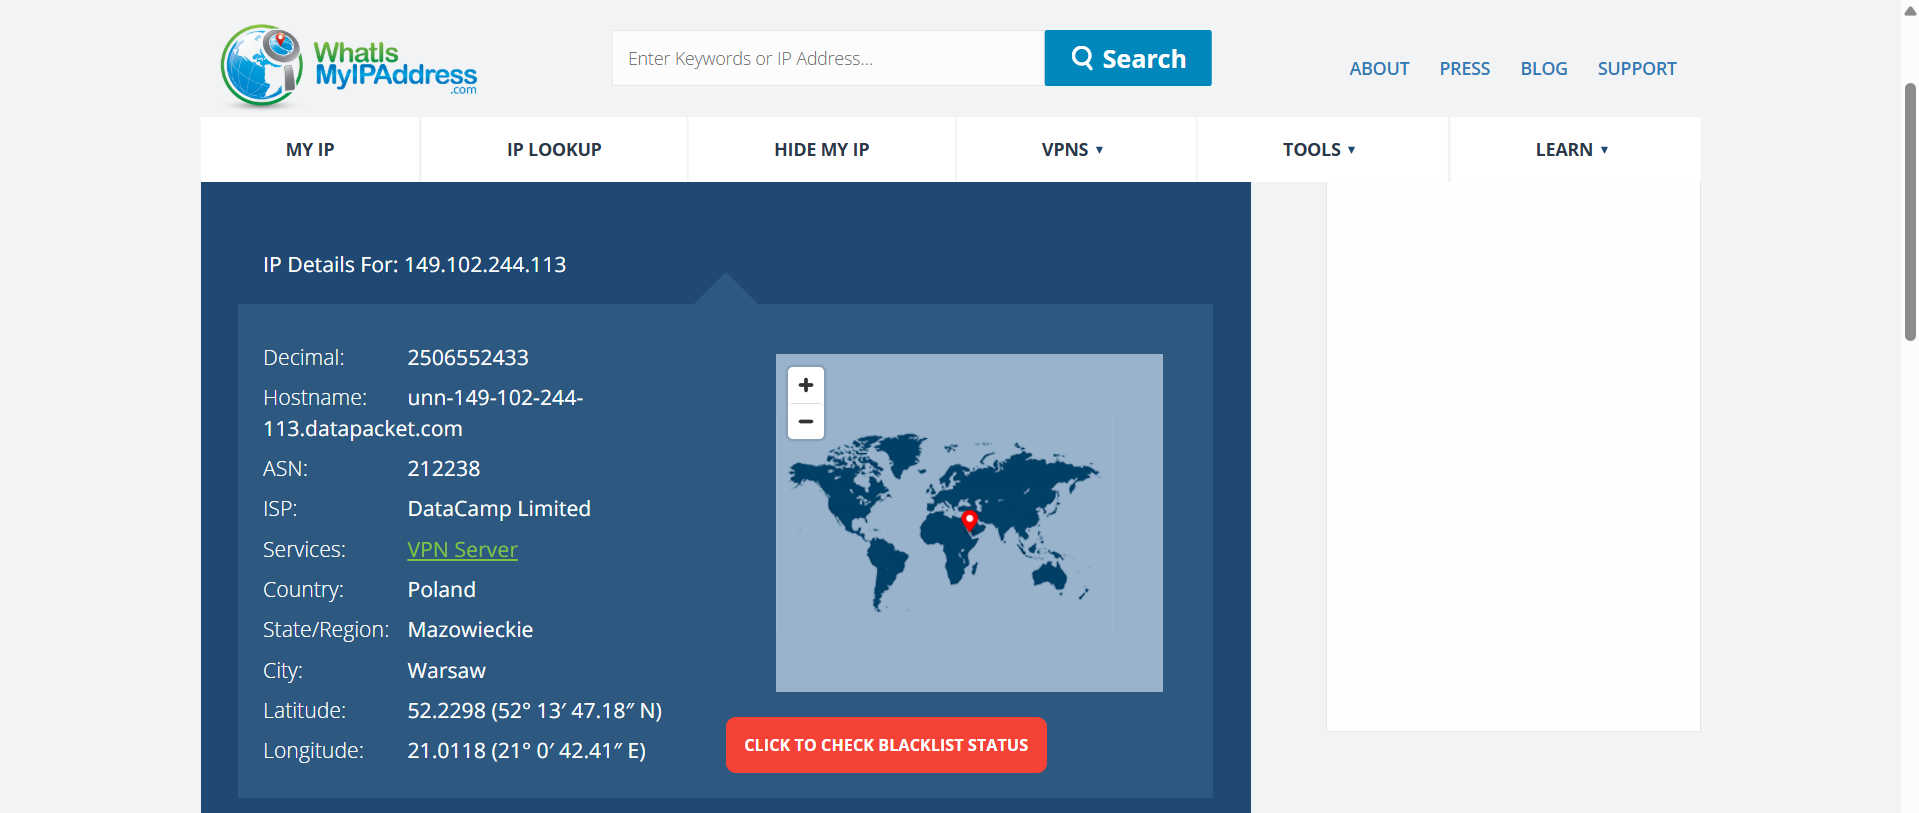 WhatIs
MyIPAddress
.com
Enter Keywords or IP Address...
Search
ABOUT PRESS BLOG SUPPORT
MY IP IP LOOKUP HIDE MY IP VPNS ▾ TOOLS ▾ LEARN ▾
IP Details For: 149.102.244.113
Decimal: 2506552433
Hostname: unn-149-102-244-
113.datapacket.com
ASN: 212238
ISP: DataCamp Limited
Services: VPN Server
Country: Poland
State/Region: Mazowieckie
City: Warsaw
Latitude: 52.2298 (52° 13′ 47.18″ N)
Longitude: 21.0118 (21° 0′ 42.41″ E)
+
−
CLICK TO CHECK BLACKLIST STATUS